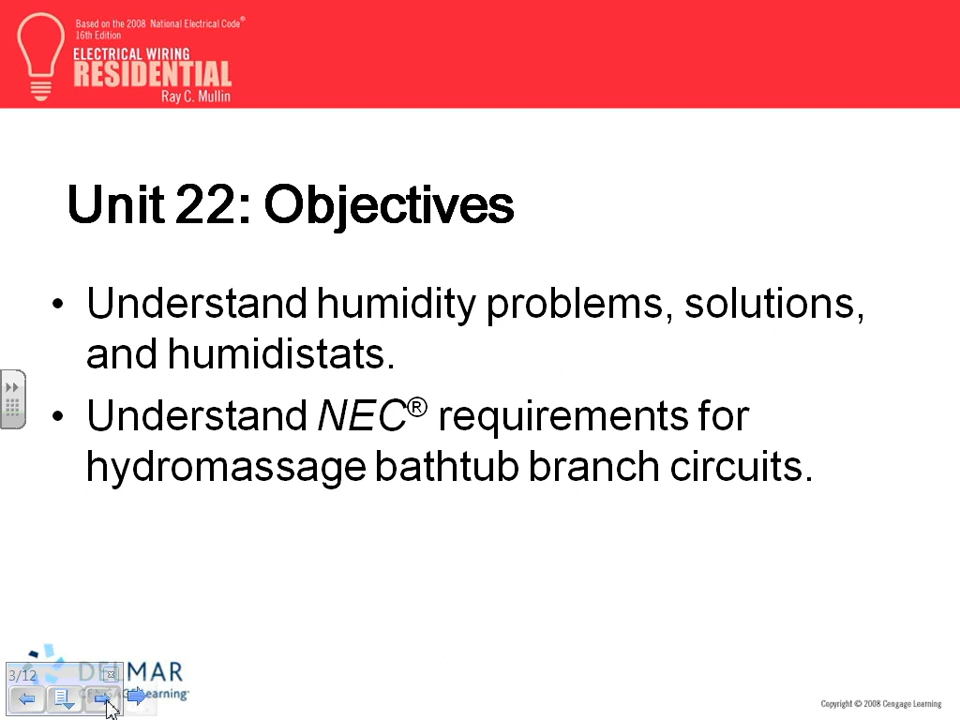 Based on the 2008 National Electrical Code®
16th Edition
ELECTRICAL WIRING
RESIDENTIAL
Ray C. Mullin
Unit 22: Objectives
• Understand humidity problems, solutions,
and humidistats.
• Understand NEC® requirements for
hydromassage bathtub branch circuits.
3/12
DELMAR
CENGAGE Learning
Copyright © 2008 Cengage Learning